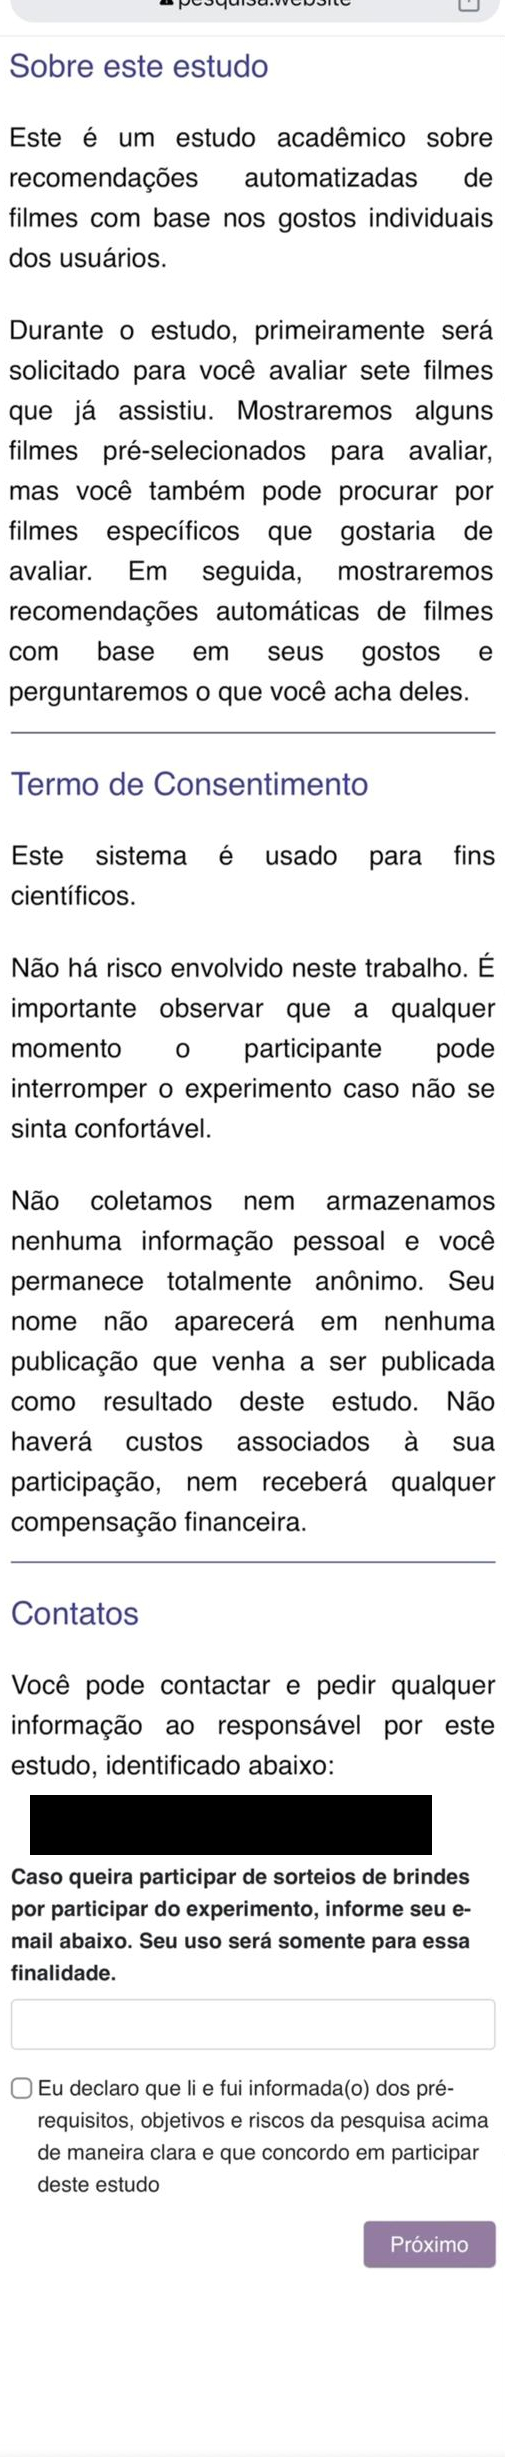 pesquisa.website
Sobre este estudo
Este é um estudo acadêmico sobre
recomendações automatizadas de
filmes com base nos gostos individuais
dos usuários.
Durante o estudo, primeiramente será
solicitado para você avaliar sete filmes
que já assistiu. Mostraremos alguns
filmes pré-selecionados para avaliar,
mas você também pode procurar por
filmes específicos que gostaria de
avaliar. Em seguida, mostraremos
recomendações automáticas de filmes
com base em seus gostos e
perguntaremos o que você acha deles.
Termo de Consentimento
Este sistema é usado para fins
científicos.
Não há risco envolvido neste trabalho. É
importante observar que a qualquer
momento o participante pode
interromper o experimento caso não se
sinta confortável.
Não coletamos nem armazenamos
nenhuma informação pessoal e você
permanece totalmente anônimo. Seu
nome não aparecerá em nenhuma
publicação que venha a ser publicada
como resultado deste estudo. Não
haverá custos associados à sua
participação, nem receberá qualquer
compensação financeira.
Contatos
Você pode contactar e pedir qualquer
informação ao responsável por este
estudo, identificado abaixo:
Caso queira participar de sorteios de brindes
por participar do experimento, informe seu e-
mail abaixo. Seu uso será somente para essa
finalidade.
Eu declaro que li e fui informada(o) dos pré-
requisitos, objetivos e riscos da pesquisa acima
de maneira clara e que concordo em participar
deste estudo
Próximo